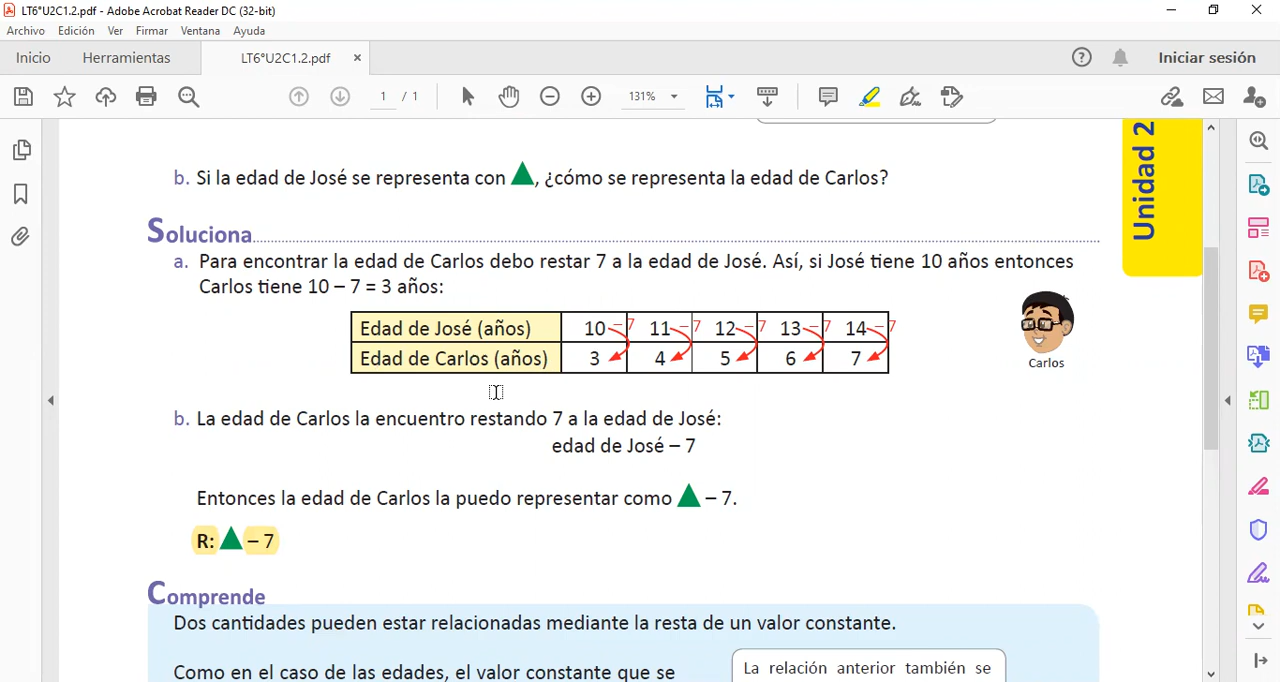 LT6°U2C1.2.pdf - Adobe Acrobat Reader DC (32-bit)
Archivo Edición Ver Firmar Ventana Ayuda
Inicio Herramientas LT6°U2C1.2.pdf × Iniciar sesión
1 / 1 131%
Unidad 2
b. Si la edad de José se representa con ▲, ¿cómo se representa la edad de Carlos?
Soluciona
a. Para encontrar la edad de Carlos debo restar 7 a la edad de José. Así, si José tiene 10 años entonces
Carlos tiene 10 – 7 = 3 años:
Edad de José (años) 10 –7 11 –7 12 –7 13 –7 14 –7
Edad de Carlos (años) 3 4 5 6 7
Carlos
b. La edad de Carlos la encuentro restando 7 a la edad de José:
edad de José – 7
Entonces la edad de Carlos la puedo representar como ▲ – 7.
R: ▲ – 7
Comprende
Dos cantidades pueden estar relacionadas mediante la resta de un valor constante.
Como en el caso de las edades, el valor constante que se
La relación anterior también se